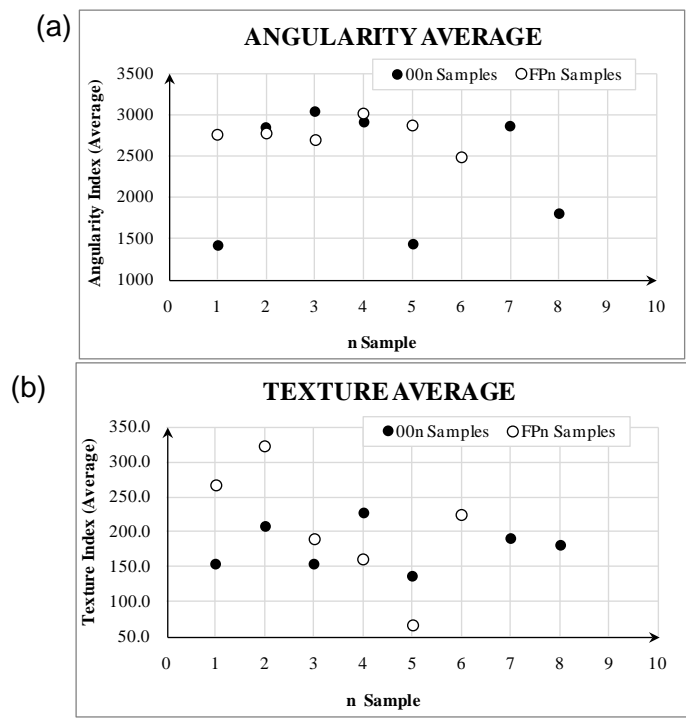 (a)
ANGULARITY AVERAGE
00n Samples FPn Samples
Angularity Index (Average)
3500
3000
2500
2000
1500
1000
0 1 2 3 4 5 6 7 8 9 10
n Sample
(b)
TEXTURE AVERAGE
00n Samples FPn Samples
Texture Index (Average)
350.0
300.0
250.0
200.0
150.0
100.0
50.0
0 1 2 3 4 5 6 7 8 9 10
n Sample